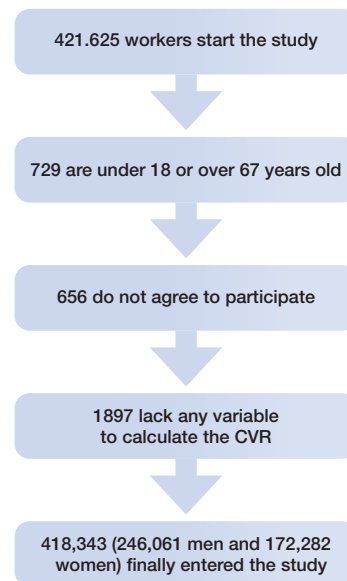 421.625 workers start the study
729 are under 18 or over 67 years old
656 do not agree to participate
1897 lack any variable
to calculate the CVR
418,343 (246,061 men and 172,282
women) finally entered the study